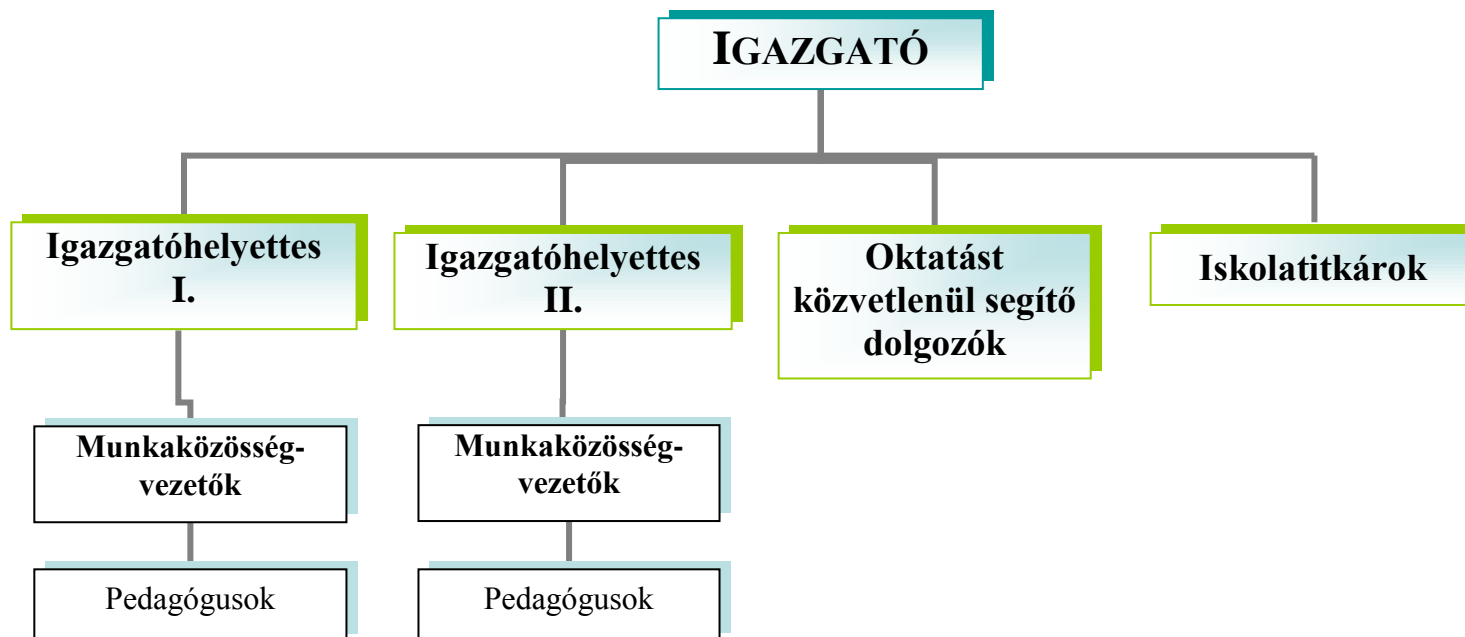 IGAZGATÓ
Igazgatóhelyettes
I.
Igazgatóhelyettes
II.
Oktatást
közvetlenül segítő
dolgozók
Iskolatitkárok
Munkaközösség-
vezetők
Munkaközösség-
vezetők
Pedagógusok
Pedagógusok